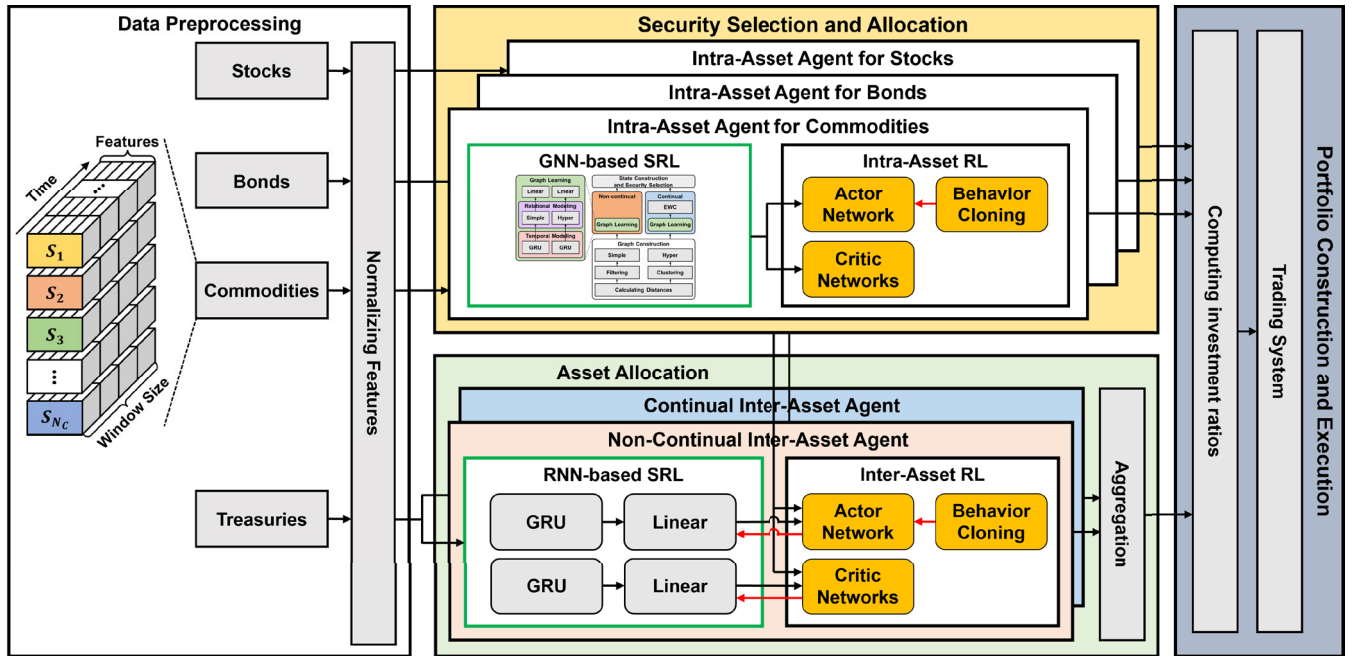 Data Preprocessing
Stocks
Bonds
Commodities
Treasuries
Features
Time
...
S_1
S_2
S_3
⋮
S_{N_C}
Window Size
Normalizing Features
Security Selection and Allocation
Intra-Asset Agent for Stocks
Intra-Asset Agent for Bonds
Intra-Asset Agent for Commodities
GNN-based SRL
Graph Learning
Linear
Linear
Relational Modeling
Simple
Hyper
Temporal Modeling
GRU
GRU
State Construction
and Security Selection
Non-continual
Graph Learning
Continual
EWC
Graph Learning
Graph Construction
Simple
Hyper
Filtering
Clustering
Calculating Distances
Intra-Asset RL
Actor
Network
Behavior
Cloning
Critic
Networks
Asset Allocation
Continual Inter-Asset Agent
Non-Continual Inter-Asset Agent
RNN-based SRL
GRU
Linear
GRU
Linear
Inter-Asset RL
Actor
Network
Behavior
Cloning
Critic
Networks
Aggregation
Computing investment ratios
Trading System
Portfolio Construction and Execution